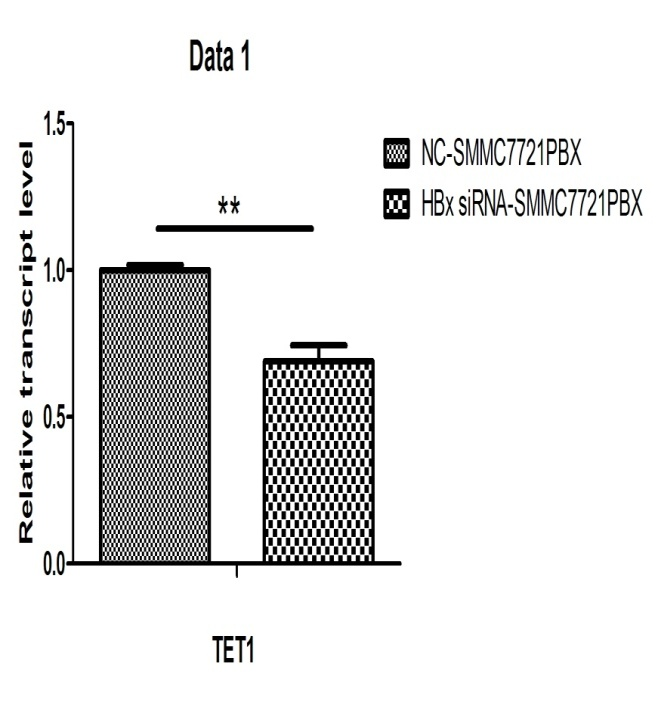 Data 1
1.5
1.0
0.5
0.0
Relative transcript level
**
NC-SMMC7721PBX
HBx siRNA-SMMC7721PBX
TET1